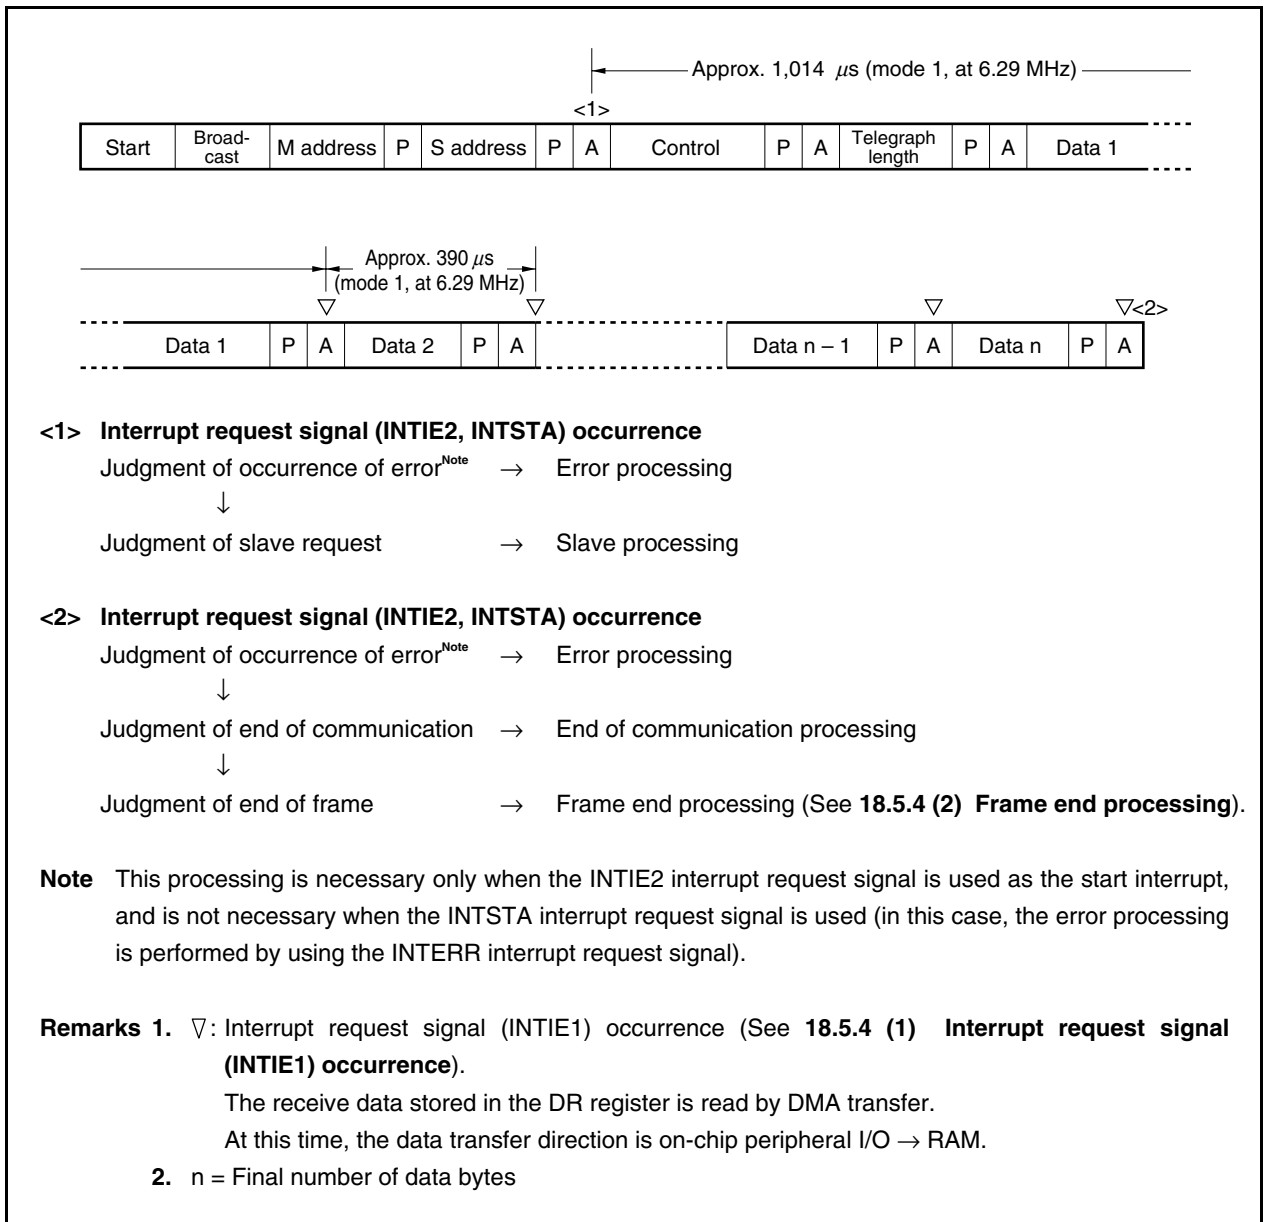 Approx. 1,014 μs (mode 1, at 6.29 MHz)
<1>
Start Broad-cast M address P S address P A Control P A Telegraph length P A Data 1
Approx. 390 μs
(mode 1, at 6.29 MHz)
▽ ▽ ▽ ▽<2>
Data 1 P A Data 2 P A Data n – 1 P A Data n P A
<1> Interrupt request signal (INTIE2, INTSTA) occurrence
Judgment of occurrence of errorNote → Error processing
↓
Judgment of slave request → Slave processing
<2> Interrupt request signal (INTIE2, INTSTA) occurrence
Judgment of occurrence of errorNote → Error processing
↓
Judgment of end of communication → End of communication processing
↓
Judgment of end of frame → Frame end processing (See 18.5.4 (2) Frame end processing).
Note This processing is necessary only when the INTIE2 interrupt request signal is used as the start interrupt,
and is not necessary when the INTSTA interrupt request signal is used (in this case, the error processing
is performed by using the INTERR interrupt request signal).
Remarks 1. ▽: Interrupt request signal (INTIE1) occurrence (See 18.5.4 (1) Interrupt request signal
(INTIE1) occurrence).
The receive data stored in the DR register is read by DMA transfer.
At this time, the data transfer direction is on-chip peripheral I/O → RAM.
2. n = Final number of data bytes